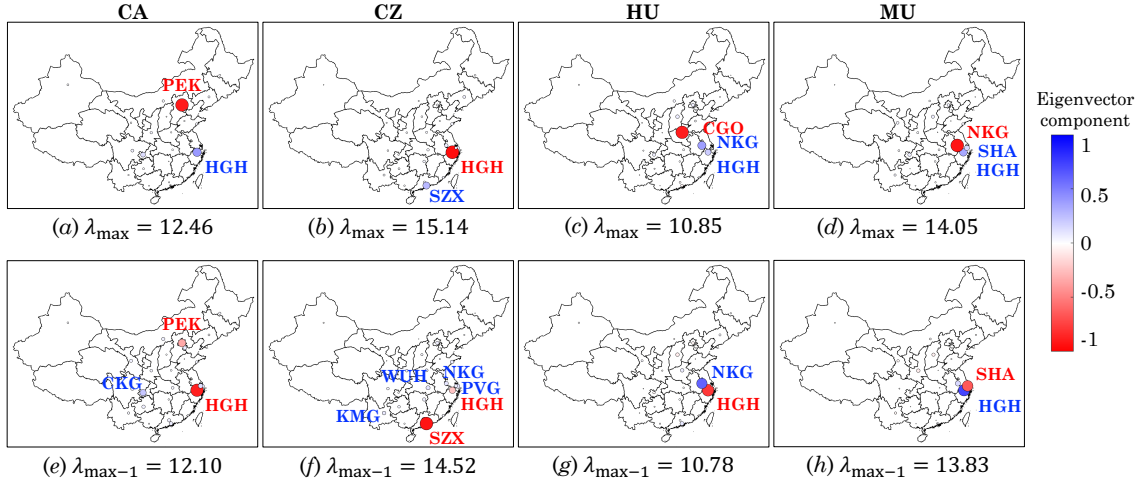 CA
CZ
HU
MU
PEK
HGH
HGH
SZX
CGO
NKG
HGH
NKG
SHA
HGH
(a) λmax = 12.46
(b) λmax = 15.14
(c) λmax = 10.85
(d) λmax = 14.05
PEK
CKG
HGH
NKG
WUH
PVG
HGH
KMG
SZX
NKG
HGH
SHA
HGH
(e) λmax−1 = 12.10
(f) λmax−1 = 14.52
(g) λmax−1 = 10.78
(h) λmax−1 = 13.83
Eigenvector
component
1
0.5
0
-0.5
-1